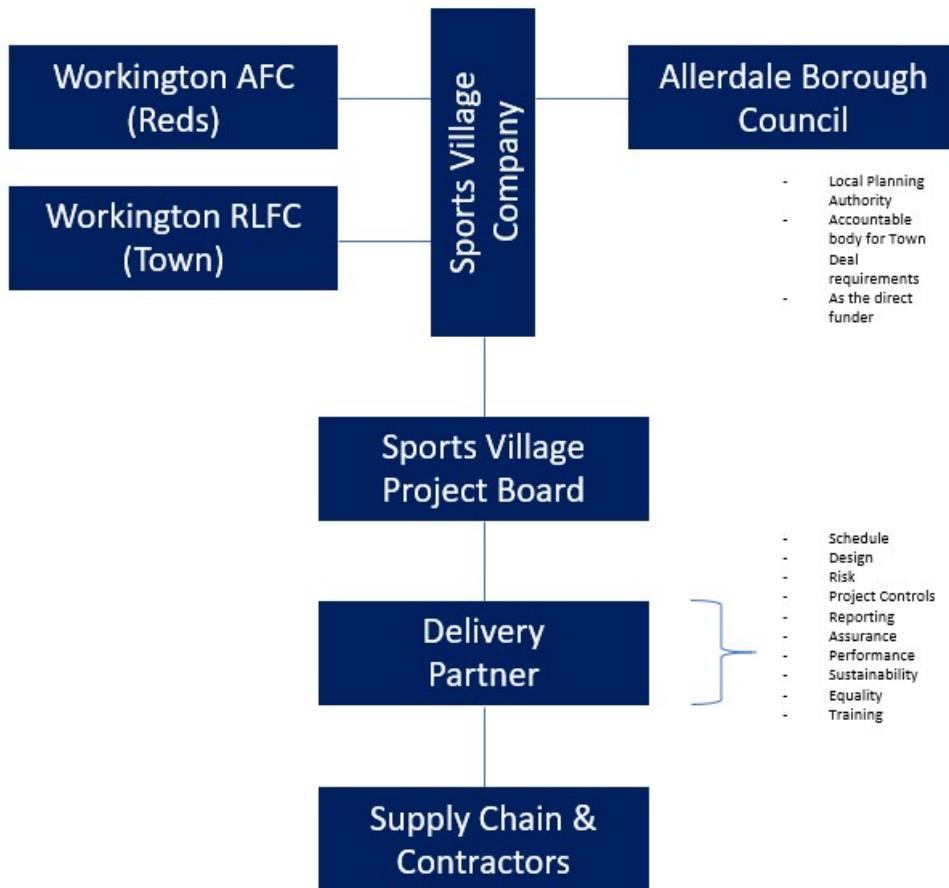 Workington AFC
(Reds)
Sports Village
Company
Allerdale Borough
Council
Workington RLFC
(Town)
- Local Planning
Authority
- Accountable
body for Town
Deal
requirements
- As the direct
funder
Sports Village
Project Board
Delivery
Partner
- Schedule
- Design
- Risk
- Project Controls
- Reporting
- Assurance
- Performance
- Sustainability
- Equality
- Training
Supply Chain &
Contractors